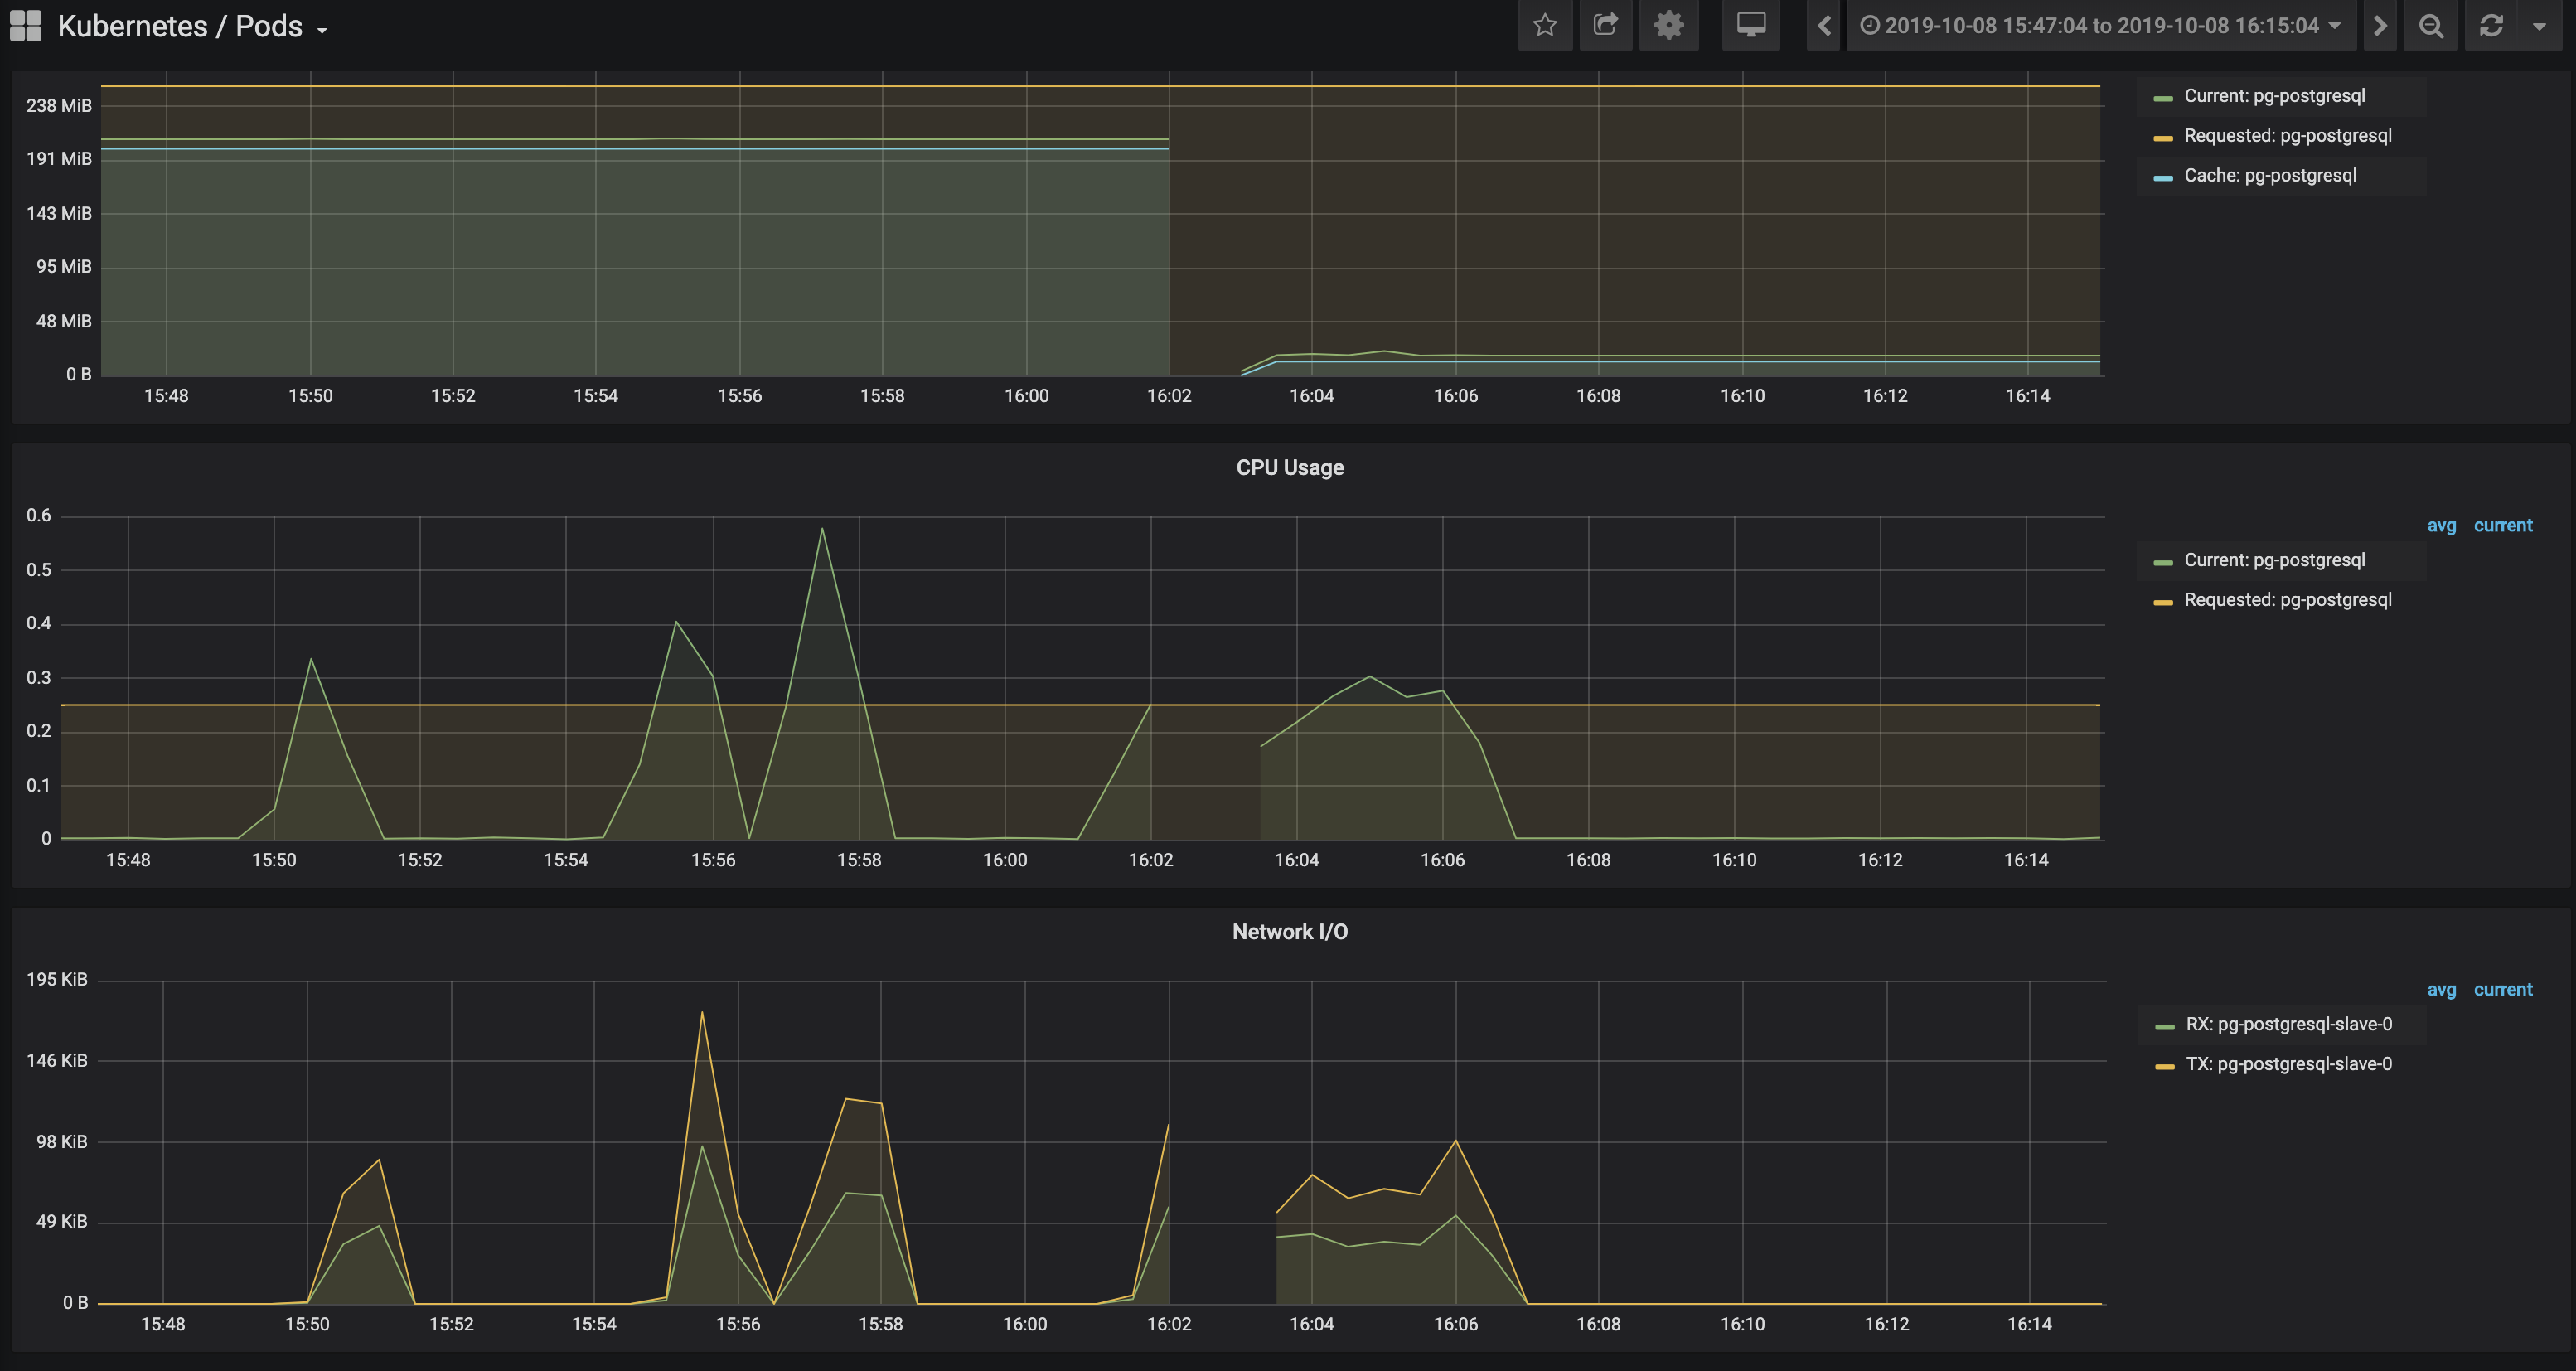 Kubernetes / Pods
2019-10-08 15:47:04 to 2019-10-08 16:15:04
238 MiB
191 MiB
143 MiB
95 MiB
48 MiB
0 B
15:48 15:50 15:52 15:54 15:56 15:58 16:00 16:02 16:04 16:06 16:08 16:10 16:12 16:14
Current: pg-postgresql
Requested: pg-postgresql
Cache: pg-postgresql
CPU Usage
0.6
0.5
0.4
0.3
0.2
0.1
0
15:48 15:50 15:52 15:54 15:56 15:58 16:00 16:02 16:04 16:06 16:08 16:10 16:12 16:14
avg current
Current: pg-postgresql
Requested: pg-postgresql
Network I/O
195 KiB
146 KiB
98 KiB
49 KiB
0 B
15:48 15:50 15:52 15:54 15:56 15:58 16:00 16:02 16:04 16:06 16:08 16:10 16:12 16:14
avg current
RX: pg-postgresql-slave-0
TX: pg-postgresql-slave-0